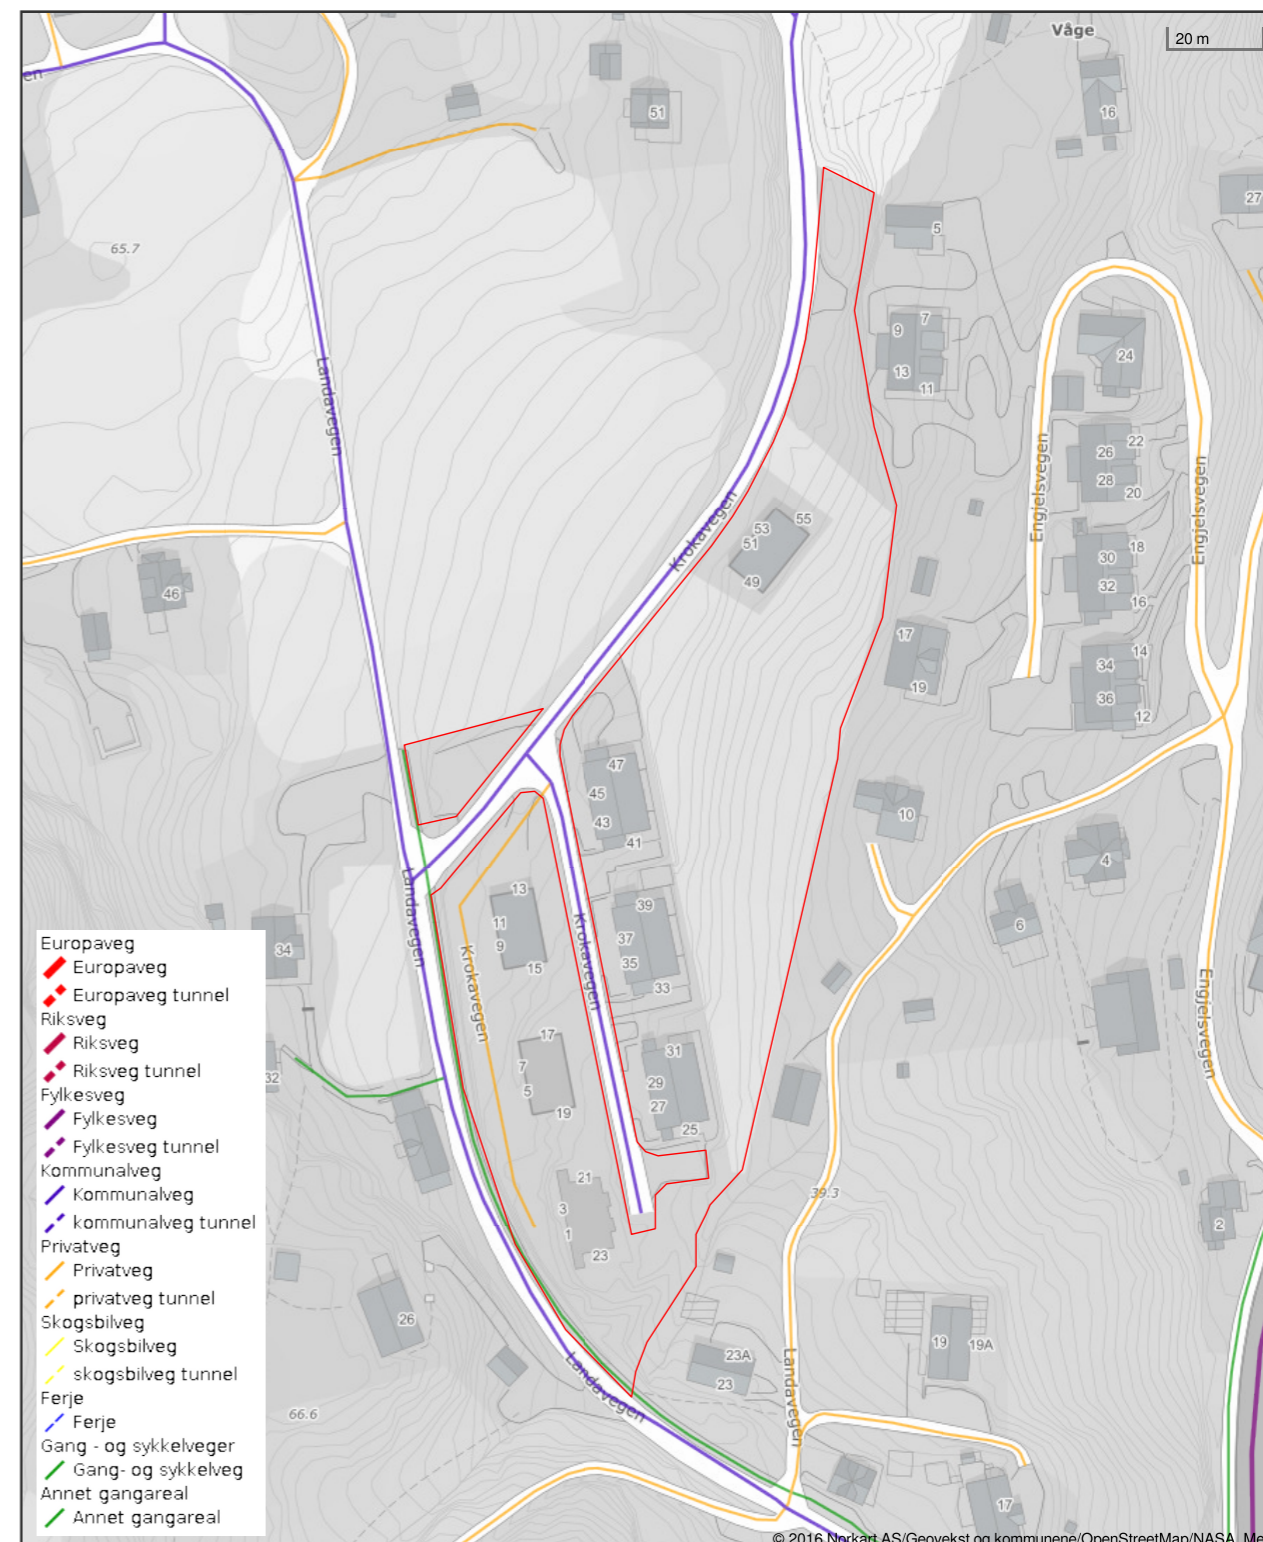 Våge
20 m
en
51
16
27
5
65.7
7
9
24
13
11
Landavegen
22
26
28
20
Engjelsvegen
Engjelsvegen
Krokavegen
55
53
51
49
18
30
32
16
46
17
19
14
34
36
12
47
45
43
41
10
4
6
13
11
9
15
39
37
35
33
Landavegen
Krokavegen
Krokavegen
34
32
Engjelsvegen
17
7
5
19
31
29
27
25
21
3
1
23
39.3
2
26
19
19A
23A
23
66.6
Landavegen
Landavegen
17
Europaveg
Europaveg
Europaveg tunnel
Riksveg
Riksveg
Riksveg tunnel
Fylkesveg
Fylkesveg
Fylkesveg tunnel
Kommunalveg
Kommunalveg
kommunalveg tunnel
Privatveg
Privatveg
privatveg tunnel
Skogsbilveg
Skogsbilveg
skogsbilveg tunnel
Ferje
Ferje
Gang - og sykkelveger
Gang- og sykkelveg
Annet gangareal
Annet gangareal
© 2016 Norkart AS/Geovekst og kommunene/OpenStreetMap/NASA, Me